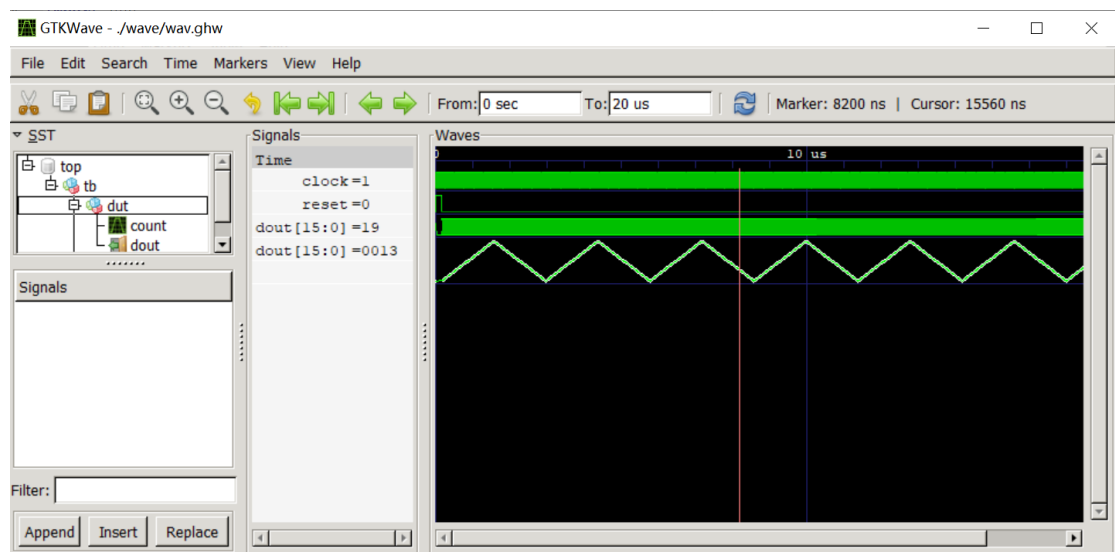 GTKWave - ./wave/wav.ghw
File Edit Search Time Markers View Help
From: 0 sec To: 20 us Marker: 8200 ns | Cursor: 15560 ns
SST
top
tb
dut
count
dout
Signals
Filter:
Append Insert Replace
Signals
Time
clock=1
reset=0
dout[15:0]=19
dout[15:0]=0013
Waves
0 10 us